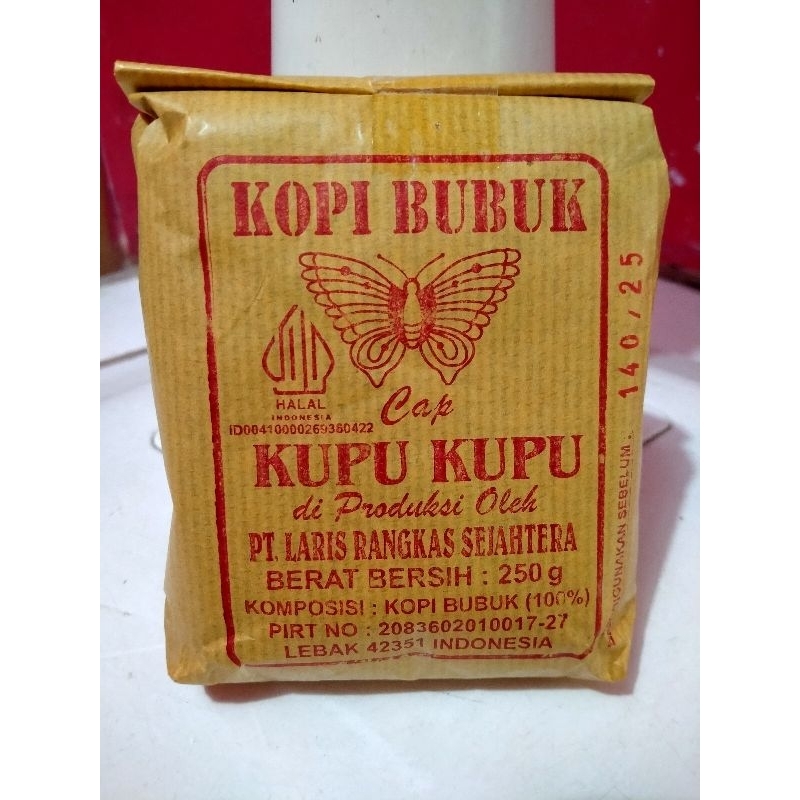 KOPI BUBUK
HALAL
INDONESIA
ID00410000269380422
Cap
KUPU KUPU
di Produksi Oleh
PT. LARIS RANGKAS SEJAHTERA
BERAT BERSIH : 250 g
KOMPOSISI : KOPI BUBUK (100%)
PIRT NO : 2083602010017-27
LEBAK 42351 INDONESIA
SEBELUM . 140 / 25